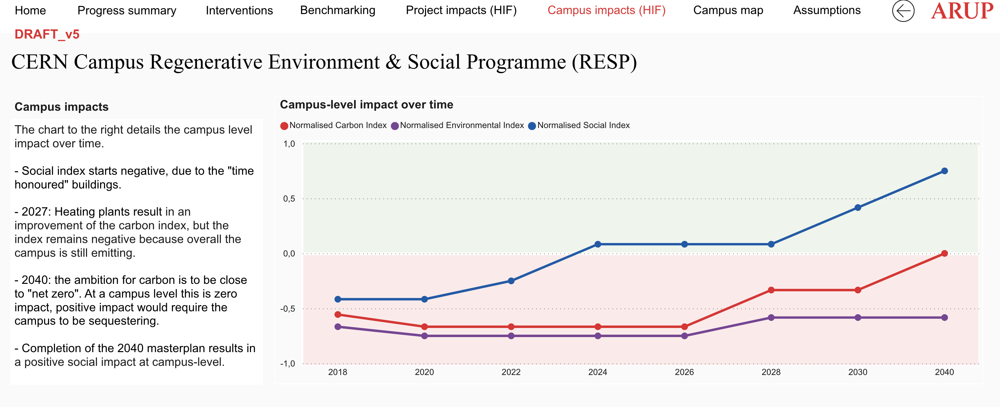 Home Progress summary Interventions Benchmarking Project impacts (HIF) Campus impacts (HIF) Campus map Assumptions ARUP
DRAFT_v5
CERN Campus Regenerative Environment & Social Programme (RESP)
Campus impacts
The chart to the right details the campus level
impact over time.
- Social index starts negative, due to the "time
honoured" buildings.
- 2027: Heating plants result in an
improvement of the carbon index, but the
index remains negative because overall the
campus is still emitting.
- 2040: the ambition for carbon is to be close
to "net zero". At a campus level this is zero
impact, positive impact would require the
campus to be sequestering.
- Completion of the 2040 masterplan results in
a positive social impact at campus-level.
Campus-level impact over time
Normalised Carbon Index Normalised Environmental Index Normalised Social Index
1,0
0,5
0,0
-0,5
-1,0
2018 2020 2022 2024 2026 2028 2030 2040